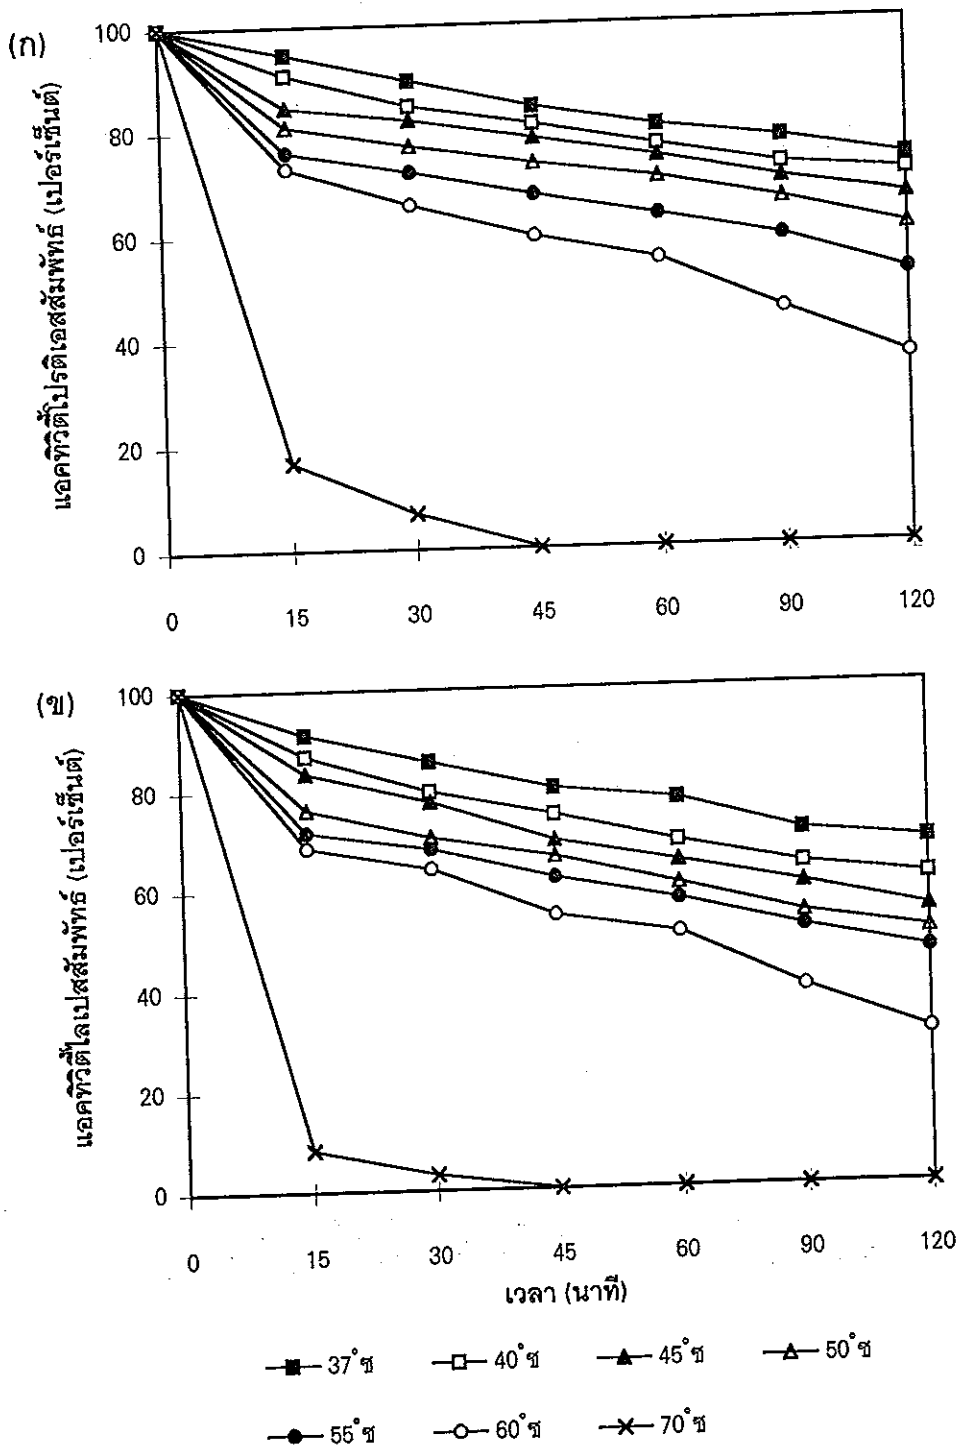 (ก)
แอคทิวิตี้โปรติเอสสัมพัทธ์ (เปอร์เซ็นต์)
100
80
60
40
20
0
0 15 30 45 60 90 120
(ข)
แอคทิวิตี้ไลเปสสัมพัทธ์ (เปอร์เซ็นต์)
100
80
60
40
20
0
0 15 30 45 60 90 120
เวลา (นาที)
37°ซ 40°ซ 45°ซ 50°ซ
55°ซ 60°ซ 70°ซ